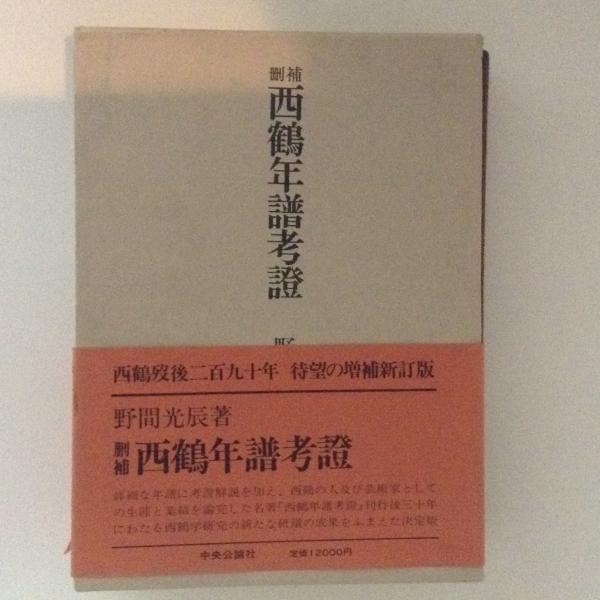 刪補
西鶴年譜考證
野
西鶴歿後二百九十年 待望の増補新訂版
野間光辰著
刪補 西鶴年譜考證
詳細な年譜に考證解説を加え、西鶴の人及び芸術家として
の生涯と業績を論究した名著『西鶴年譜考證』刊行後三十年
にわたる西鶴学研究の新たな研鑽の成果をふまえた決定版
中央公論社 定価12000円